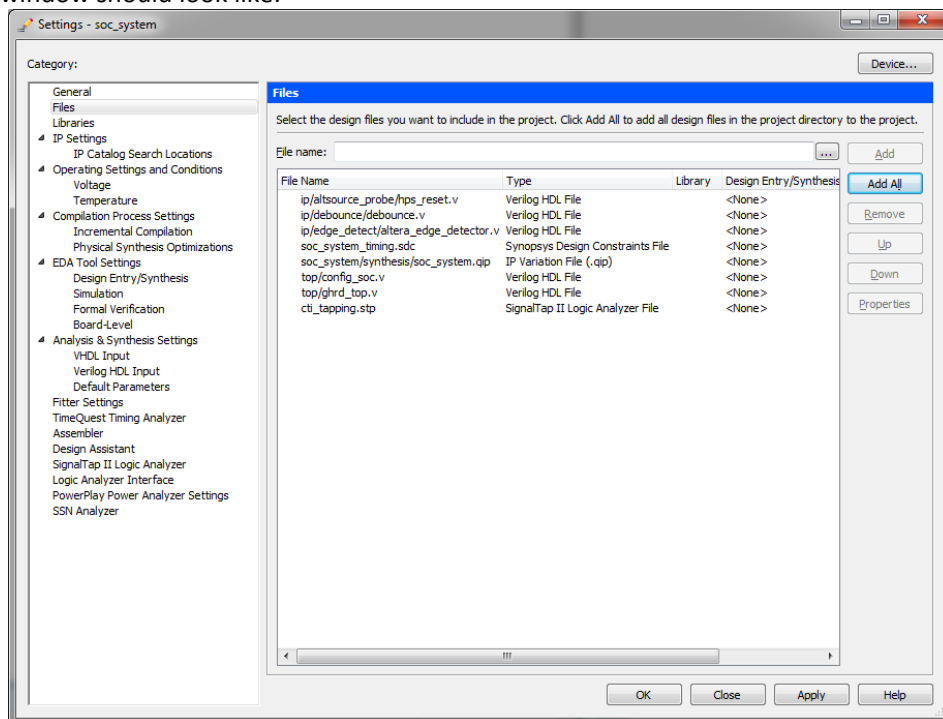 window should look like:
Settings - soc_system
Category:
Device...
General
Files
Libraries
IP Settings
IP Catalog Search Locations
Operating Settings and Conditions
Voltage
Temperature
Compilation Process Settings
Incremental Compilation
Physical Synthesis Optimizations
EDA Tool Settings
Design Entry/Synthesis
Simulation
Formal Verification
Board-Level
Analysis & Synthesis Settings
VHDL Input
Verilog HDL Input
Default Parameters
Fitter Settings
TimeQuest Timing Analyzer
Assembler
Design Assistant
SignalTap II Logic Analyzer
Logic Analyzer Interface
PowerPlay Power Analyzer Settings
SSN Analyzer
Files
Select the design files you want to include in the project. Click Add All to add all design files in the project directory to the project.
File name:
...
Add
File Name Type Library Design Entry/Synthesis
ip/altsource_probe/hps_reset.v Verilog HDL File <None>
ip/debounce/debounce.v Verilog HDL File <None>
ip/edge_detect/altera_edge_detector.v Verilog HDL File <None>
soc_system_timing.sdc Synopsys Design Constraints File <None>
soc_system/synthesis/soc_system.qip IP Variation File (.qip) <None>
top/config_soc.v Verilog HDL File <None>
top/ghrd_top.v Verilog HDL File <None>
cti_tapping.stp SignalTap II Logic Analyzer File <None>
Add All
Remove
Up
Down
Properties
OK
Close
Apply
Help